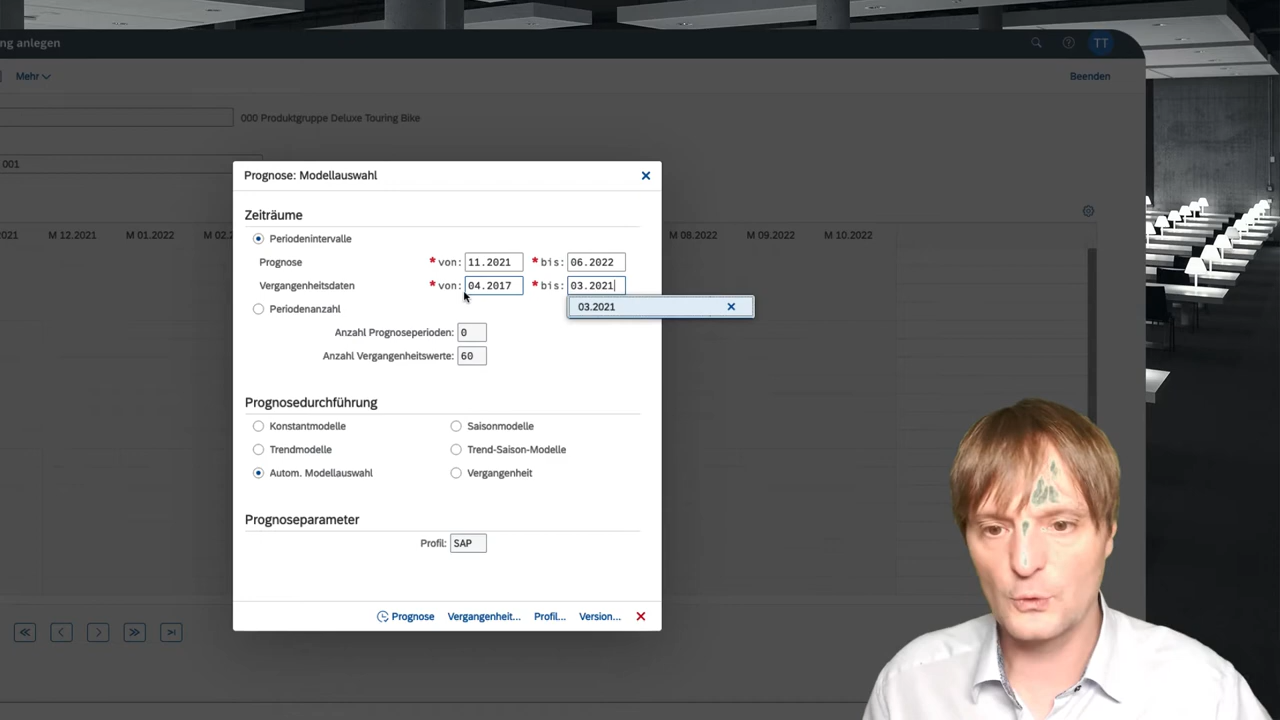 ng anlegen
TT
Mehr
Beenden
000 Produktgruppe Deluxe Touring Bike
001
Prognose: Modellauswahl
Zeiträume
Periodenintervalle
Prognose * von: 11.2021 * bis: 06.2022
Vergangenheitsdaten * von: 04.2017 * bis: 03.2021
03.2021
Periodenanzahl
Anzahl Prognoseperioden: 0
Anzahl Vergangenheitswerte: 60
021 M 12.2021 M 01.2022 M 02.2 M 08.2022 M 09.2022 M 10.2022
Prognosedurchführung
Konstantmodelle Saisonmodelle
Trendmodelle Trend-Saison-Modelle
Autom. Modellauswahl Vergangenheit
Prognoseparameter
Profil: SAP
Prognose Vergangenheit... Profil... Version...